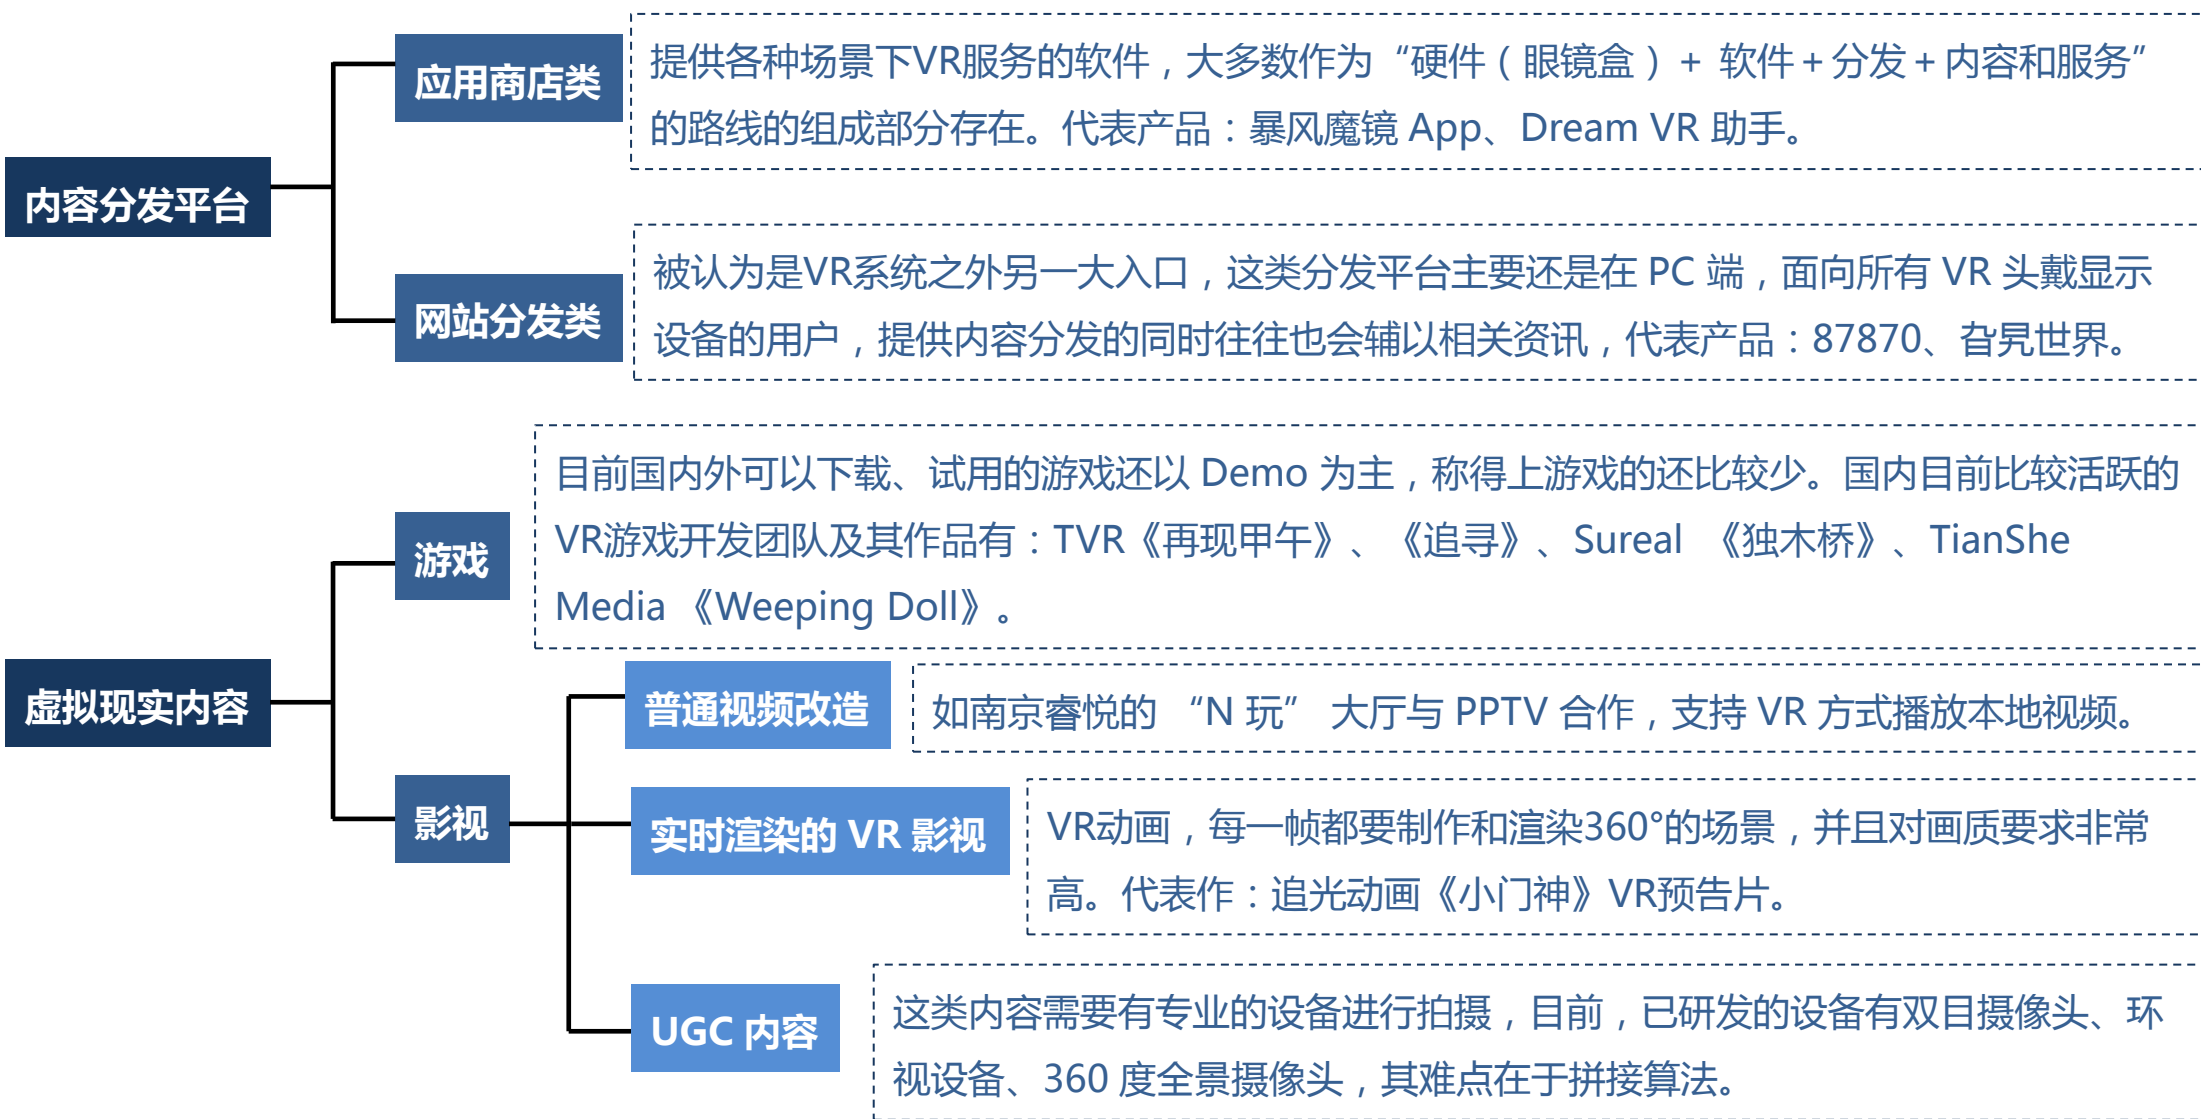 应用商店类
提供各种场景下VR服务的软件，大多数作为“硬件（眼镜盒）+ 软件+分发+内容和服务”
的路线的组成部分存在。代表产品：暴风魔镜 App、Dream VR 助手。
内容分发平台
网站分发类
被认为是VR系统之外另一大入口，这类分发平台主要还是在 PC 端，面向所有 VR 头戴显示
设备的用户，提供内容分发的同时往往也会辅以相关资讯，代表产品：87870、旮旯世界。
目前国内外可以下载、试用的游戏还以 Demo 为主，称得上游戏的还比较少。国内目前比较活跃的
VR游戏开发团队及其作品有：TVR《再现甲午》、《追寻》、Sureal 《独木桥》、TianShe
Media 《Weeping Doll》。
游戏
虚拟现实内容
影视
普通视频改造
如南京睿悦的 “N 玩” 大厅与 PPTV 合作，支持 VR 方式播放本地视频。
实时渲染的 VR 影视
VR动画，每一帧都要制作和渲染360°的场景，并且对画质要求非常
高。代表作：追光动画《小门神》VR预告片。
UGC 内容
这类内容需要有专业的设备进行拍摄，目前，已研发的设备有双目摄像头、环
视设备、360 度全景摄像头，其难点在于拼接算法。